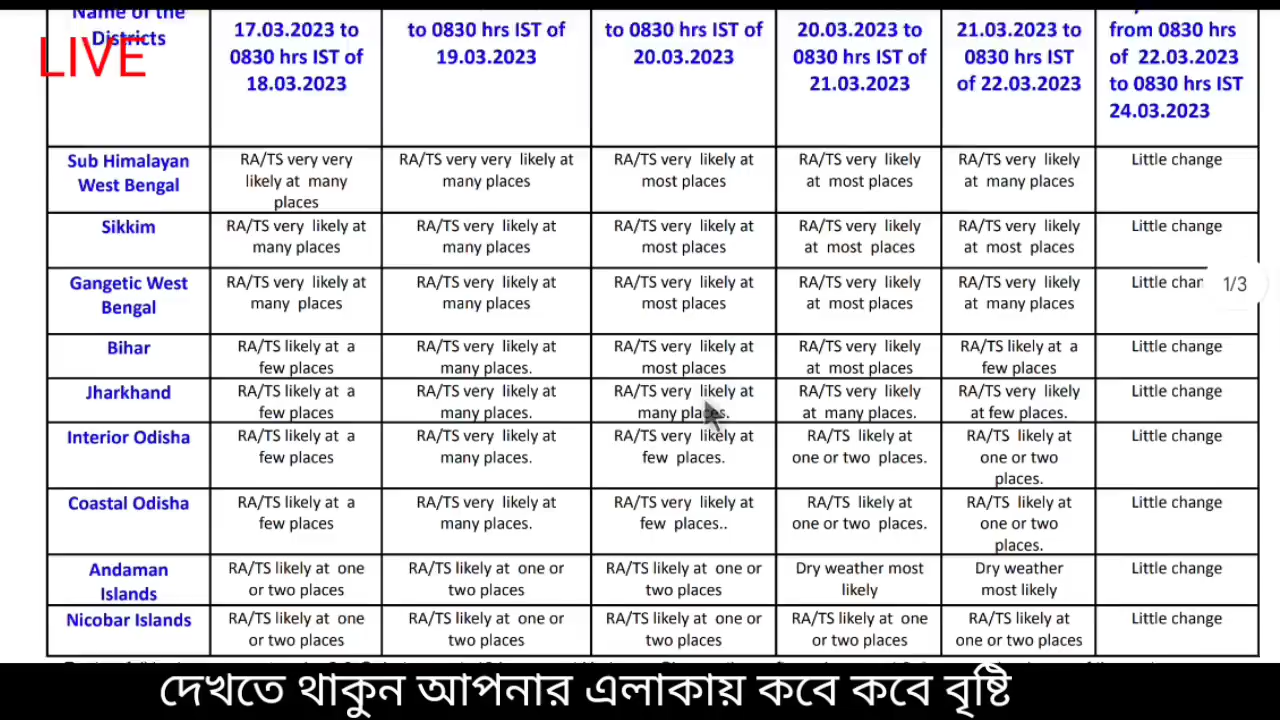 Name of the
Districts
LIVE
17.03.2023 to
0830 hrs IST of
18.03.2023
to 0830 hrs IST of
19.03.2023
to 0830 hrs IST of
20.03.2023
20.03.2023 to
0830 hrs IST of
21.03.2023
21.03.2023 to
0830 hrs IST
of 22.03.2023
from 0830 hrs
of 22.03.2023
to 0830 hrs IST
24.03.2023
Sub Himalayan
West Bengal
RA/TS very very
likely at many
places
RA/TS very very likely at
many places
RA/TS very likely at
most places
RA/TS very likely
at most places
RA/TS very likely
at many places
Little change
Sikkim
RA/TS very likely at
many places
RA/TS very likely at
many places
RA/TS very likely at
most places
RA/TS very likely
at most places
RA/TS very likely
at most places
Little change
Gangetic West
Bengal
RA/TS very likely at
many places
RA/TS very likely at
many places
RA/TS very likely at
most places
RA/TS very likely
at most places
RA/TS very likely
at many places
Little chan
1/3
Bihar
RA/TS likely at a
few places
RA/TS very likely at
many places.
RA/TS very likely at
most places
RA/TS very likely
at most places
RA/TS likely at a
few places
Little change
Jharkhand
RA/TS likely at a
few places
RA/TS very likely at
many places.
RA/TS very likely at
many places.
RA/TS very likely
at many places.
RA/TS very likely
at few places.
Little change
Interior Odisha
RA/TS likely at a
few places
RA/TS very likely at
many places.
RA/TS very likely at
few places.
RA/TS likely at
one or two places.
RA/TS likely at
one or two
places.
Little change
Coastal Odisha
RA/TS likely at a
few places
RA/TS very likely at
many places.
RA/TS very likely at
few places..
RA/TS likely at
one or two places.
RA/TS likely at
one or two
places.
Little change
Andaman
Islands
RA/TS likely at one
or two places
RA/TS likely at one or
two places
RA/TS likely at one or
two places
Dry weather most
likely
Dry weather
most likely
Little change
Nicobar Islands
RA/TS likely at one
or two places
RA/TS likely at one or
two places
RA/TS likely at one or
two places
RA/TS likely at one
or two places
RA/TS likely at
one or two places
Little change
দেখতে থাকুন আপনার এলাকায় কবে কবে বৃষ্টি